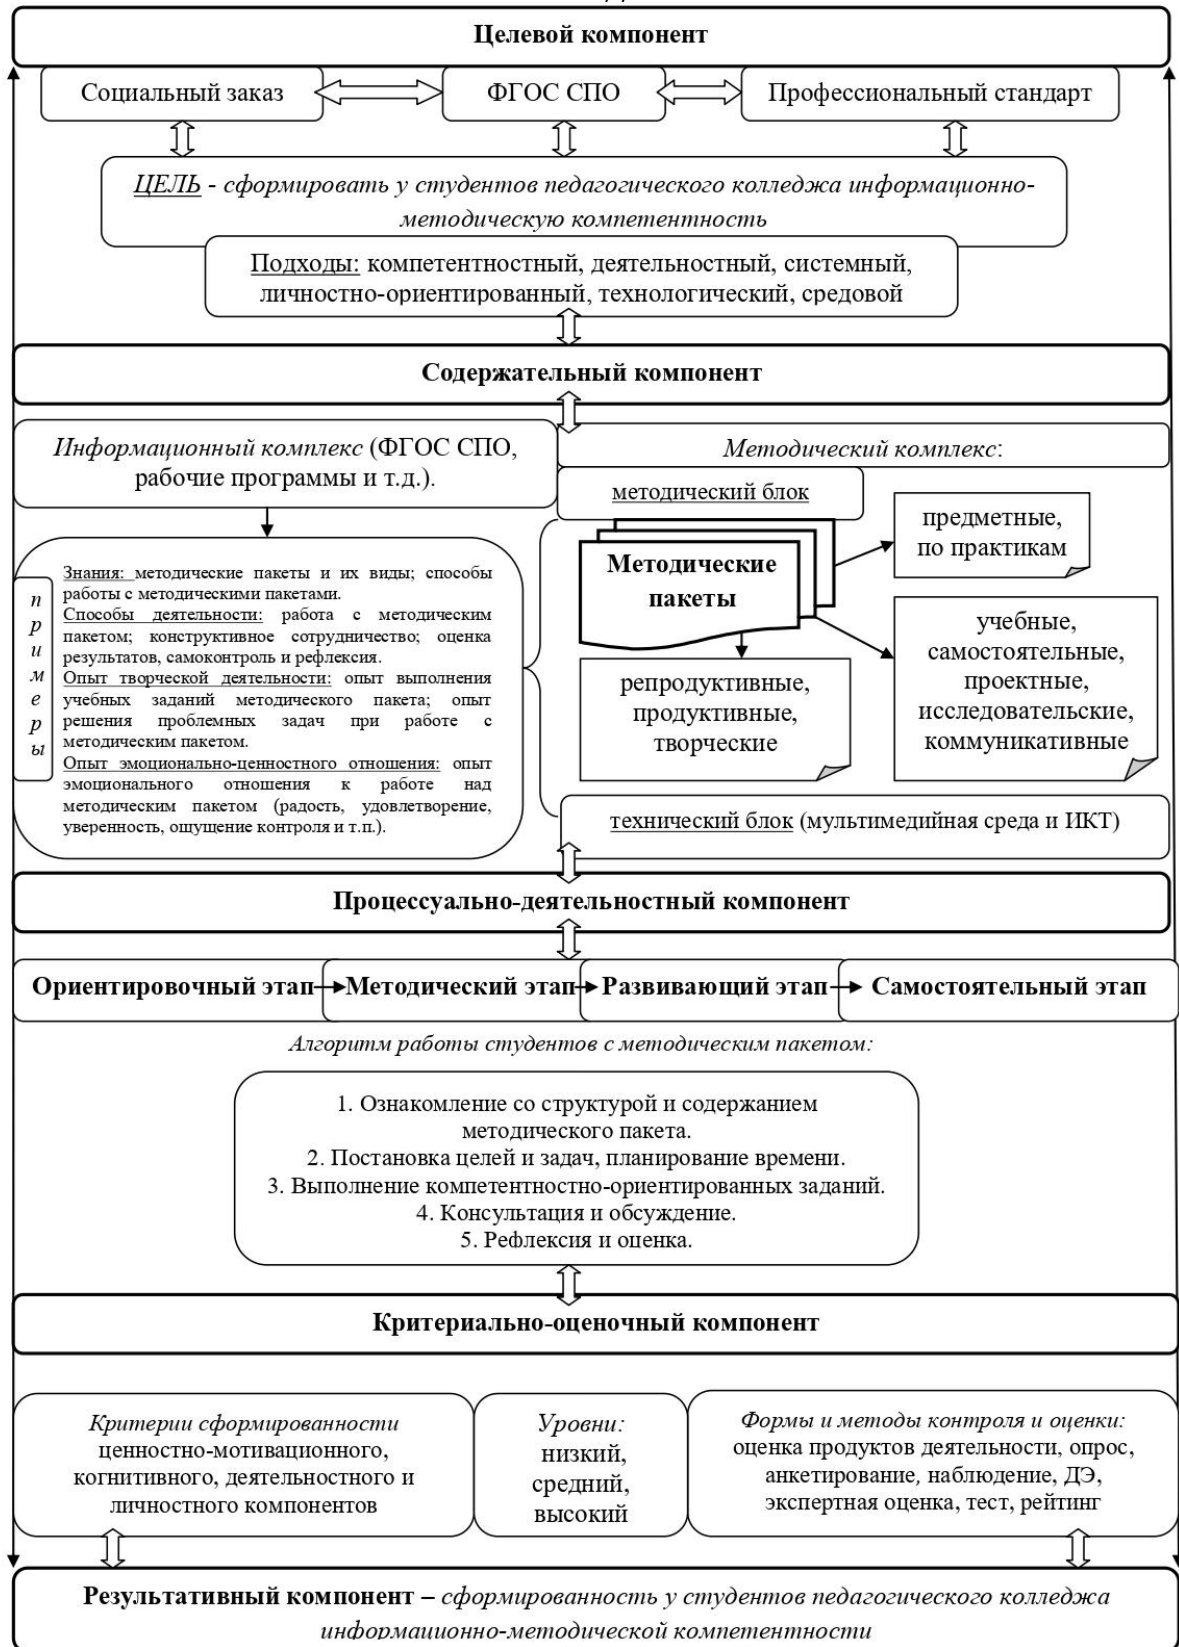 Целевой компонент
Социальный заказ
ФГОС СПО
Профессиональный стандарт
ЦЕЛЬ - сформировать у студентов педагогического колледжа информационно-
методическую компетентность
Подходы: компетентностный, деятельностный, системный,
личностно-ориентированный, технологический, средовой
Содержательный компонент
Информационный комплекс (ФГОС СПО,
рабочие программы и т.д.).
примеры
Знания: методические пакеты и их виды; способы
работы с методическими пакетами.
Способы деятельности: работа с методическим
пакетом; конструктивное сотрудничество; оценка
результатов, самоконтроль и рефлексия.
Опыт творческой деятельности: опыт выполнения
учебных заданий методического пакета; опыт
решения проблемных задач при работе с
методическим пакетом.
Опыт эмоционально-ценностного отношения: опыт
эмоционального отношения к работе над
методическим пакетом (радость, удовлетворение,
уверенность, ощущение контроля и т.п.).
Методический комплекс:
методический блок
Методические
пакеты
предметные,
по практикам
учебные,
самостоятельные,
проектные,
исследовательские,
коммуникативные
репродуктивные,
продуктивные,
творческие
технический блок (мультимедийная среда и ИКТ)
Процессуально-деятельностный компонент
Ориентировочный этап
Методический этап
Развивающий этап
Самостоятельный этап
Алгоритм работы студентов с методическим пакетом:
1. Ознакомление со структурой и содержанием
методического пакета.
2. Постановка целей и задач, планирование времени.
3. Выполнение компетентностно-ориентированных заданий.
4. Консультация и обсуждение.
5. Рефлексия и оценка.
Критериально-оценочный компонент
Критерии сформированности
ценностно-мотивационного,
когнитивного, деятельностного и
личностного компонентов
Уровни:
низкий,
средний,
высокий
Формы и методы контроля и оценки:
оценка продуктов деятельности, опрос,
анкетирование, наблюдение, ДЭ,
экспертная оценка, тест, рейтинг
Результативный компонент – сформированность у студентов педагогического колледжа
информационно-методической компетентности